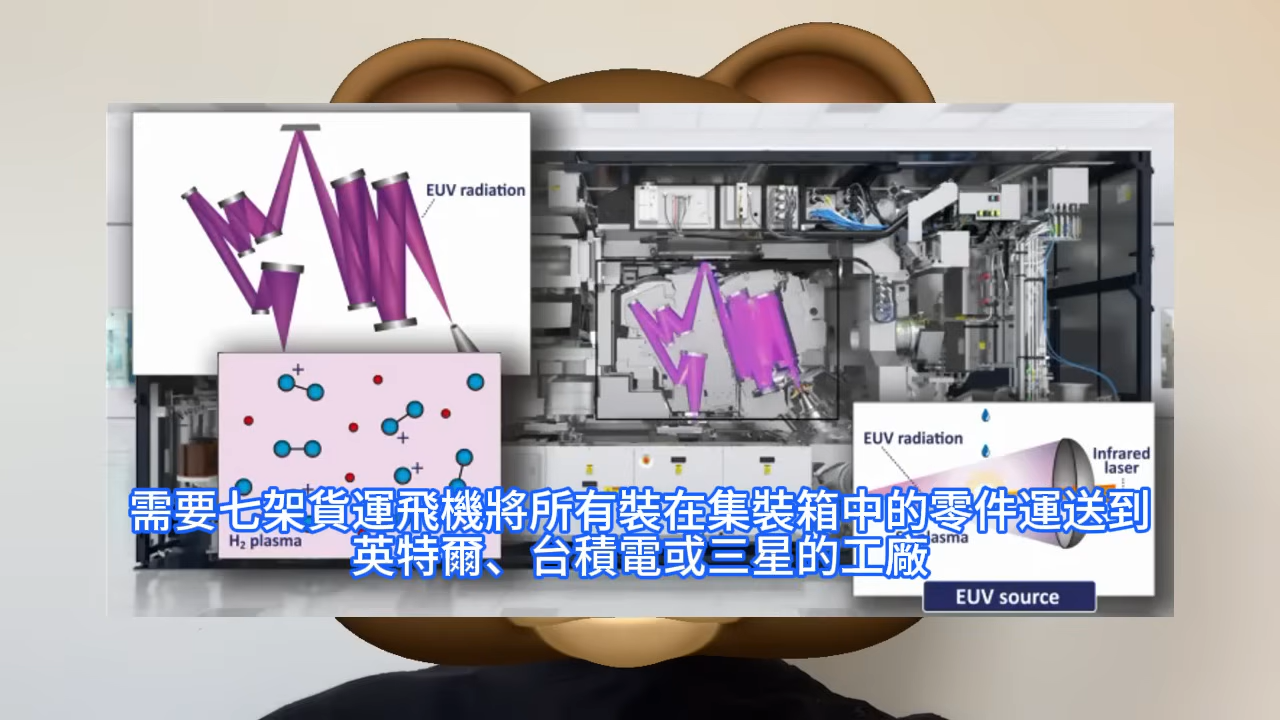 EUV radiation
EUV radiation
Infrared
laser
需要七架貨運飛機將所有裝在集裝箱中的零件運送到
英特爾、台積電或三星的工廠
H₂ plasma
EUV source